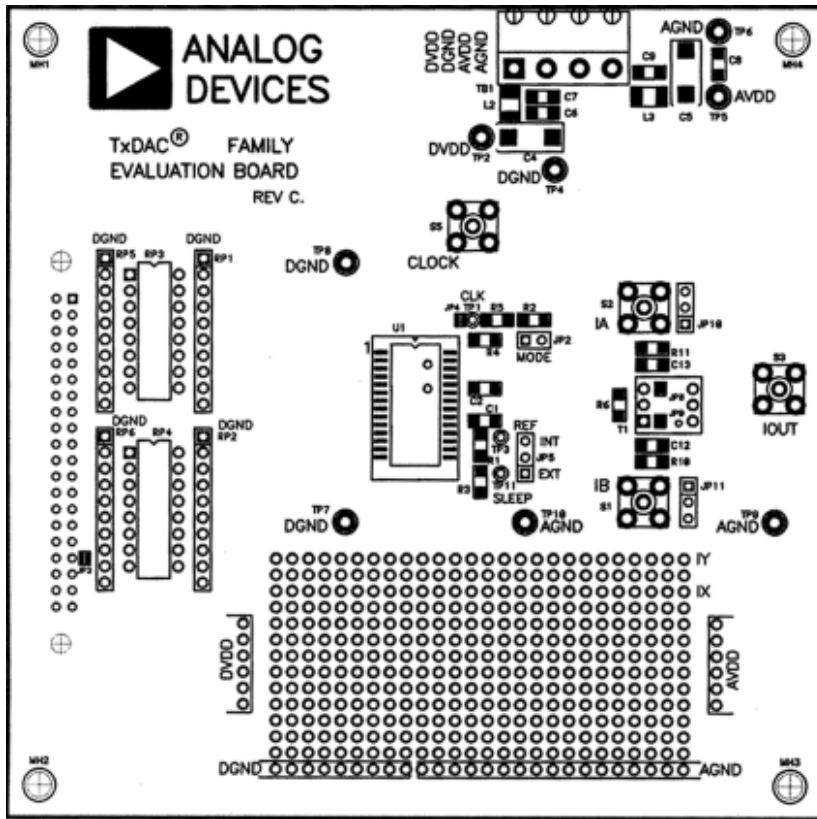 MH1
ANALOG
DEVICES
TxDAC® FAMILY
EVALUATION BOARD
REV C.
DVDD
DGND
AVDD
AGND
AGND
TP6
MH4
C9
C8
TB1
L2
C7
C6
L3
C5
TP5
AVDD
DVDD
TP2
C4
DGND
TP4
S5
CLOCK
DGND
RP5
RP3
DGND
RP1
TP8
DGND
CLK
JP4
TP1
R5
R2
U1
1
R4
JP2
MODE
S2
IA
JP10
R11
C13
S3
IOUT
C2
R6
JP8
JP9
T1
C1
REF
INT
TP3
JP5
R1
EXT
R3
TP11
SLEEP
C12
R10
DGND
RP6
RP4
DGND
RP2
IB
S1
JP11
TP7
DGND
TP10
AGND
TP9
AGND
JP3
IY
IX
DVDD
AVDD
DGND
AGND
MH2
MH3